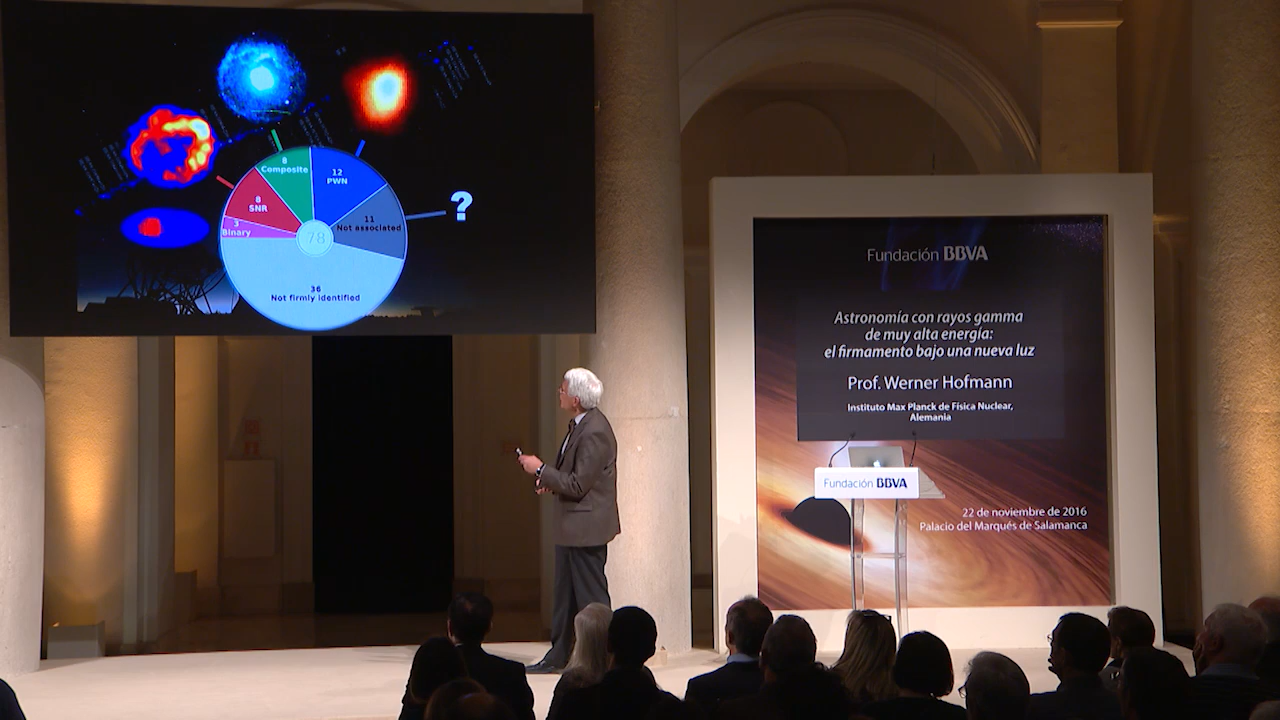 8
Composite
12
PWN
8
SNR
11
Not associated
3
Binary
78
36
Not firmly identified
?
Fundación BBVA
Astronomía con rayos gamma
de muy alta energía:
el firmamento bajo una nueva luz
Prof. Werner Hofmann
Instituto Max Planck de Física Nuclear,
Alemania
Fundación BBVA
22 de noviembre de 2016
Palacio del Marqués de Salamanca